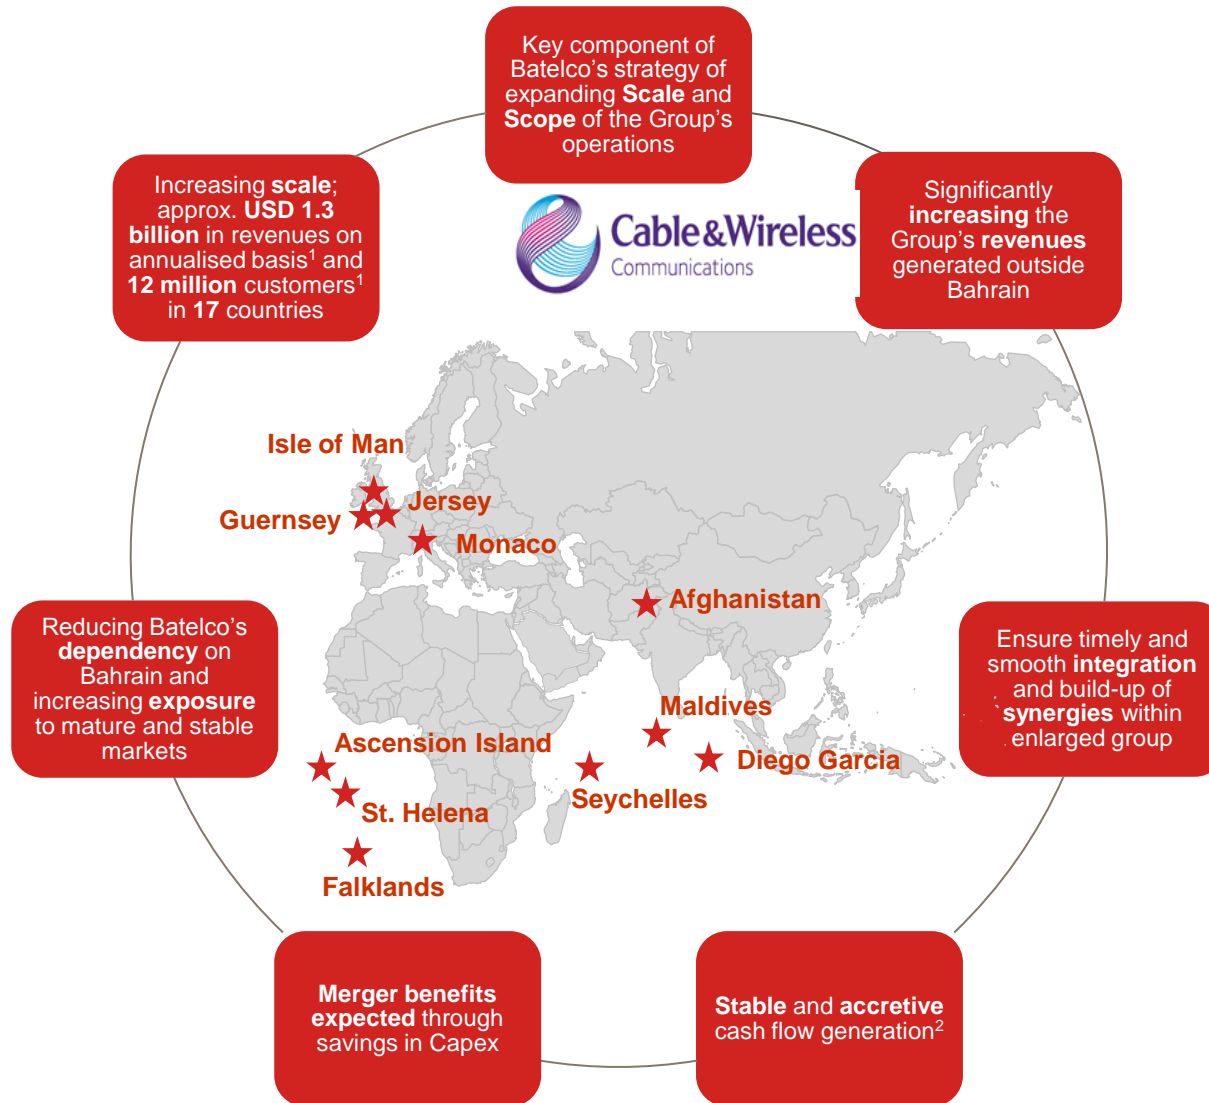 Key component of
Batelco's strategy of
expanding Scale and
Scope of the Group's
operations
Increasing scale;
approx. USD 1.3
billion in revenues on
annualised basis¹ and
12 million customers¹
in 17 countries
Cable&Wireless
Communications
Significantly
increasing the
Group's revenues
generated outside
Bahrain
Isle of Man
Jersey
Guernsey
Monaco
Afghanistan
Reducing Batelco's
dependency on
Bahrain and
increasing exposure
to mature and stable
markets
Ensure timely and
smooth integration
and build-up of
synergies within
enlarged group
Maldives
Ascension Island
Diego Garcia
Seychelles
St. Helena
Falklands
Merger benefits
expected through
savings in Capex
Stable and accretive
cash flow generation²